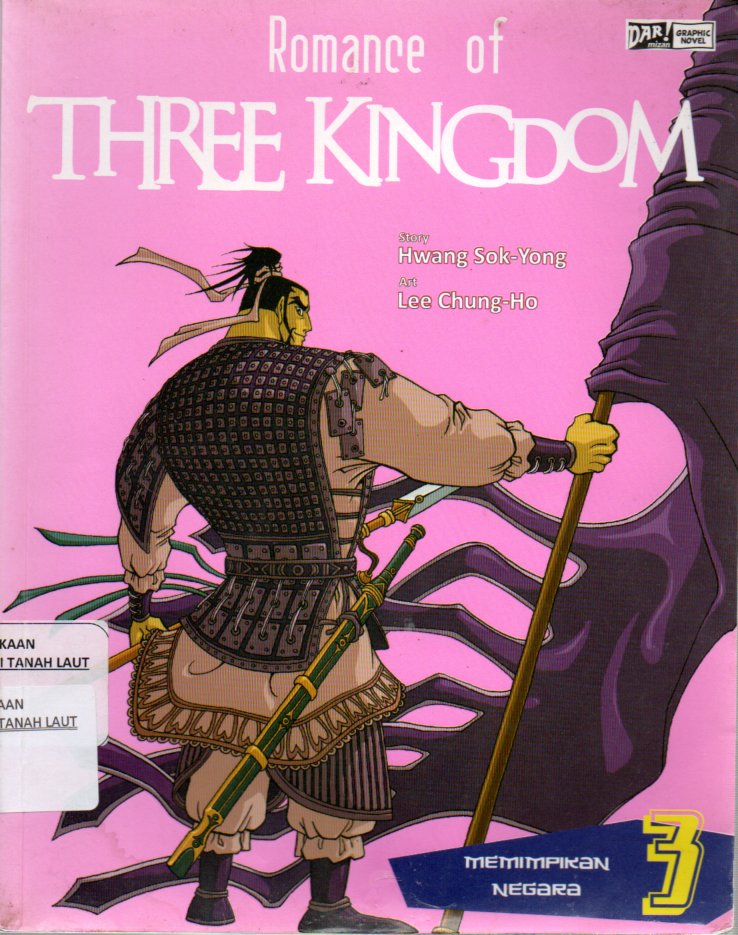 Romance of
DAR!
mizan
GRAPHIC
NOVEL
THREE KINGDOM
Story
Hwang Sok-Yong
Art
Lee Chung-Ho
KAAN
I TANAH LAUT
AAN
TANAH LAUT
MEMIMPIKAN
NEGARA
3